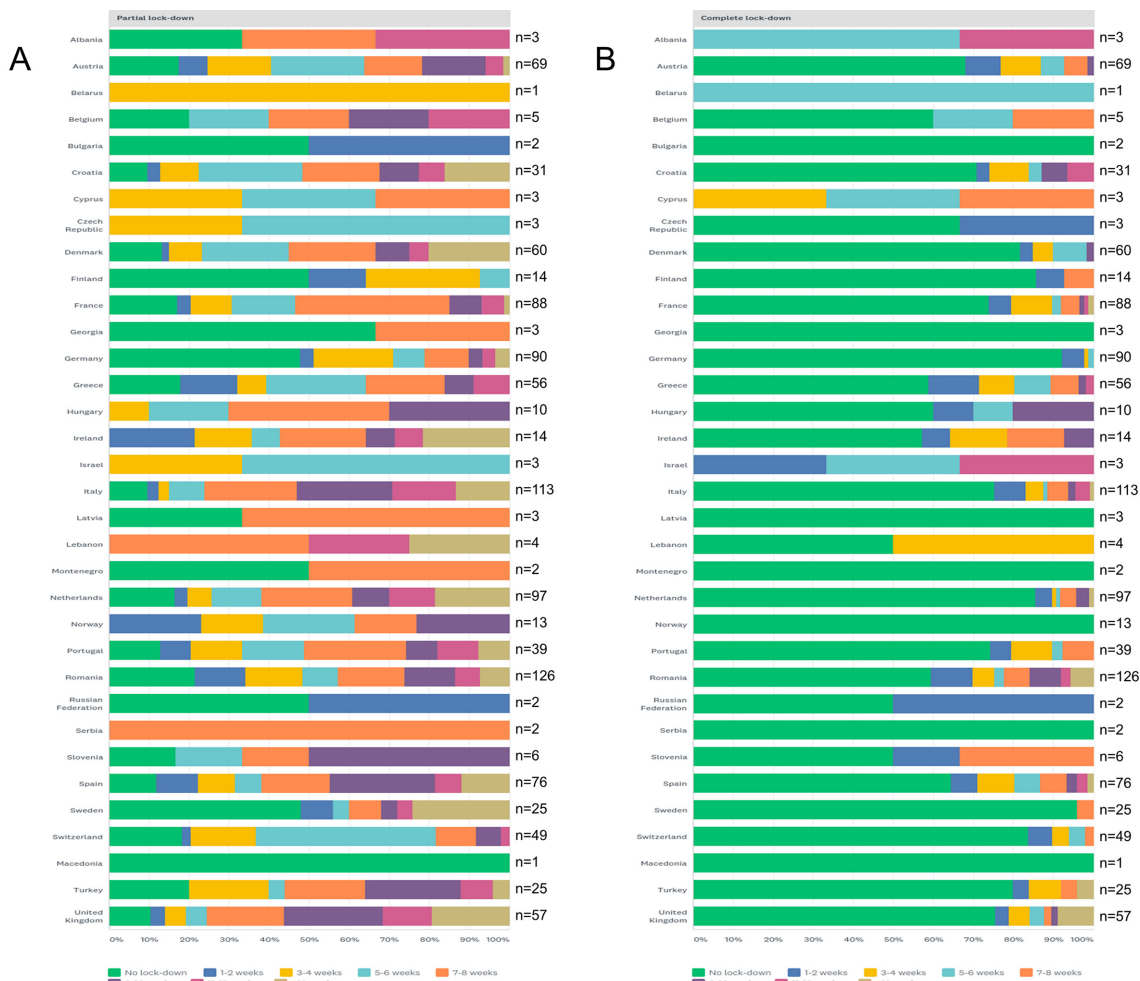 A
B
Partial lock-down
Complete lock-down
Albania n=3 Albania n=3
Austria n=69 Austria n=69
Belarus n=1 Belarus n=1
Belgium n=5 Belgium n=5
Bulgaria n=2 Bulgaria n=2
Croatia n=31 Croatia n=31
Cyprus n=3 Cyprus n=3
Czech
Republic n=3 Czech
Republic n=3
Denmark n=60 Denmark n=60
Finland n=14 Finland n=14
France n=88 France n=88
Georgia n=3 Georgia n=3
Germany n=90 Germany n=90
Greece n=56 Greece n=56
Hungary n=10 Hungary n=10
Ireland n=14 Ireland n=14
Israel n=3 Israel n=3
Italy n=113 Italy n=113
Latvia n=3 Latvia n=3
Lebanon n=4 Lebanon n=4
Montenegro n=2 Montenegro n=2
Netherlands n=97 Netherlands n=97
Norway n=13 Norway n=13
Portugal n=39 Portugal n=39
Romania n=126 Romania n=126
Russian
Federation n=2 Russian
Federation n=2
Serbia n=2 Serbia n=2
Slovenia n=6 Slovenia n=6
Spain n=76 Spain n=76
Sweden n=25 Sweden n=25
Switzerland n=49 Switzerland n=49
Macedonia n=1 Macedonia n=1
Turkey n=25 Turkey n=25
United
Kingdom n=57 United
Kingdom n=57
0% 10% 20% 30% 40% 50% 60% 70% 80% 90% 100% 0% 10% 20% 30% 40% 50% 60% 70% 80% 90% 100%
No lock-down 1-2 weeks 3-4 weeks 5-6 weeks 7-8 weeks No lock-down 1-2 weeks 3-4 weeks 5-6 weeks 7-8 weeks